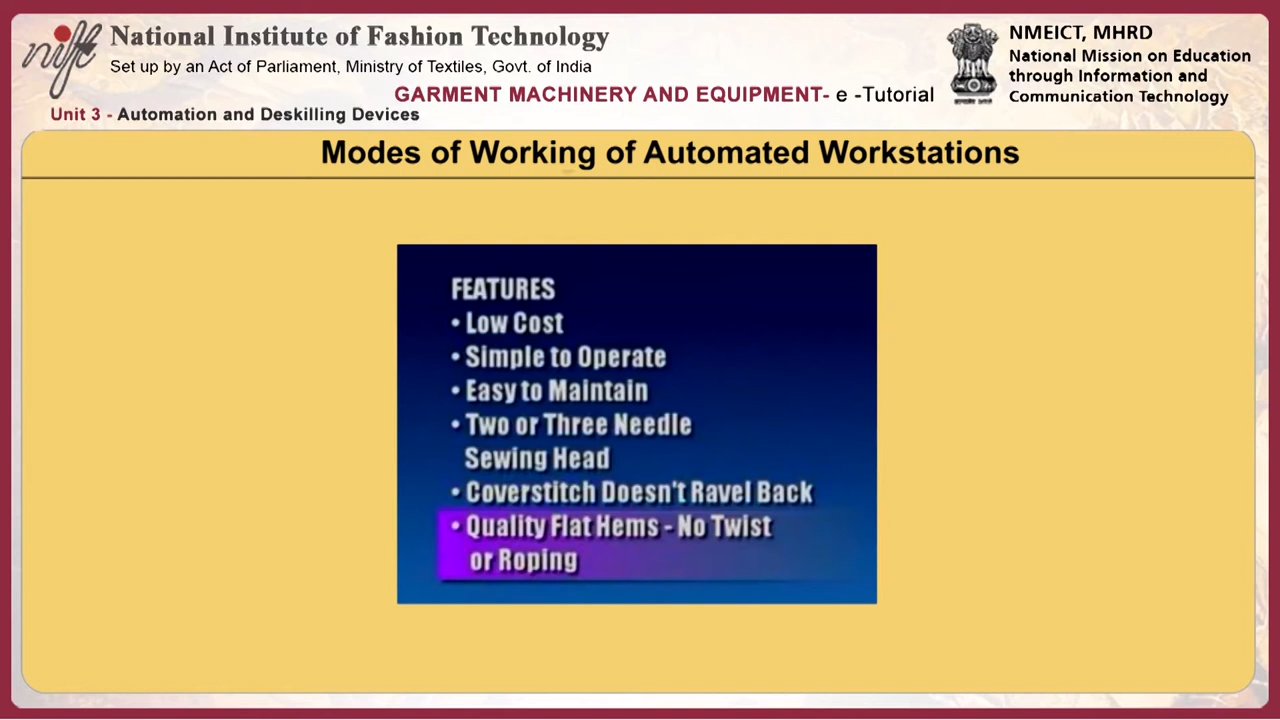 nift
National Institute of Fashion Technology
Set up by an Act of Parliament, Ministry of Textiles, Govt. of India
GARMENT MACHINERY AND EQUIPMENT- e -Tutorial
Unit 3 - Automation and Deskilling Devices
NMEICT, MHRD
National Mission on Education
through Information and
Communication Technology
Modes of Working of Automated Workstations
FEATURES
• Low Cost
• Simple to Operate
• Easy to Maintain
• Two or Three Needle
Sewing Head
• Coverstitch Doesn't Ravel Back
• Quality Flat Hems - No Twist
or Roping